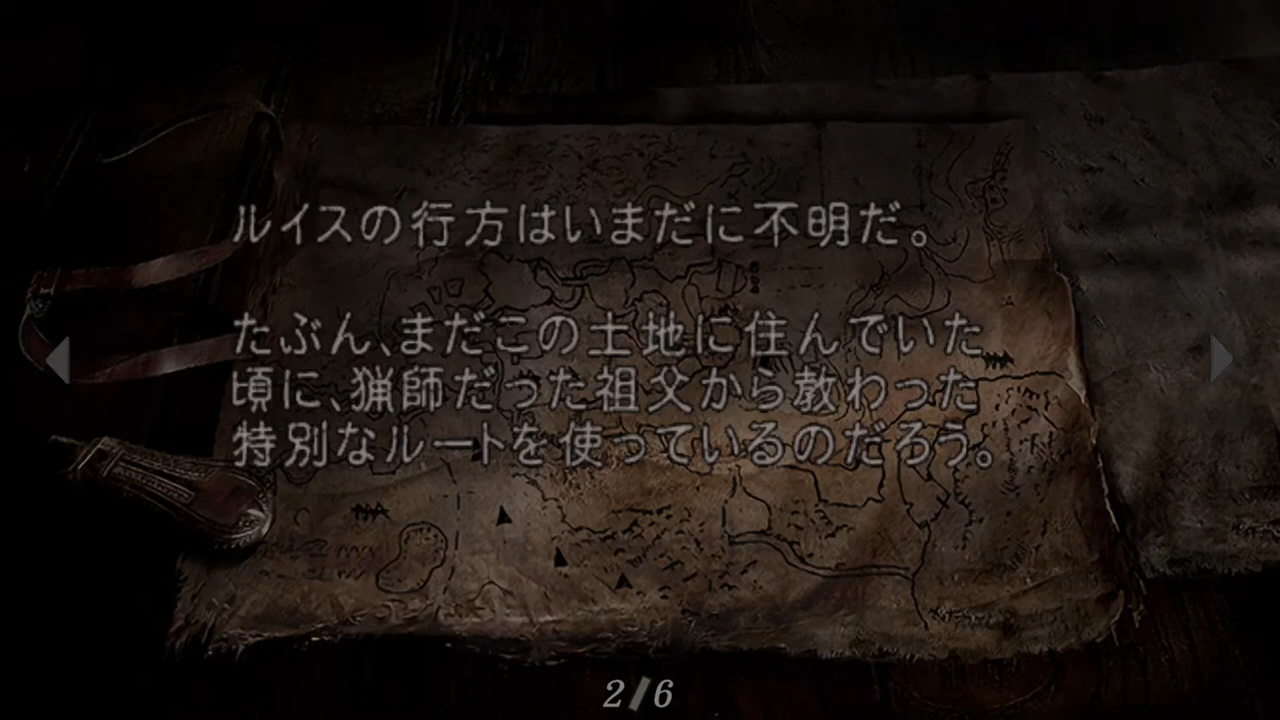 ルイスの行方はいまだに不明だ。
たぶん、まだこの土地に住んでいた
頃に、猟師だった祖父から教わった
特別なルートを使っているのだろう。
2/6